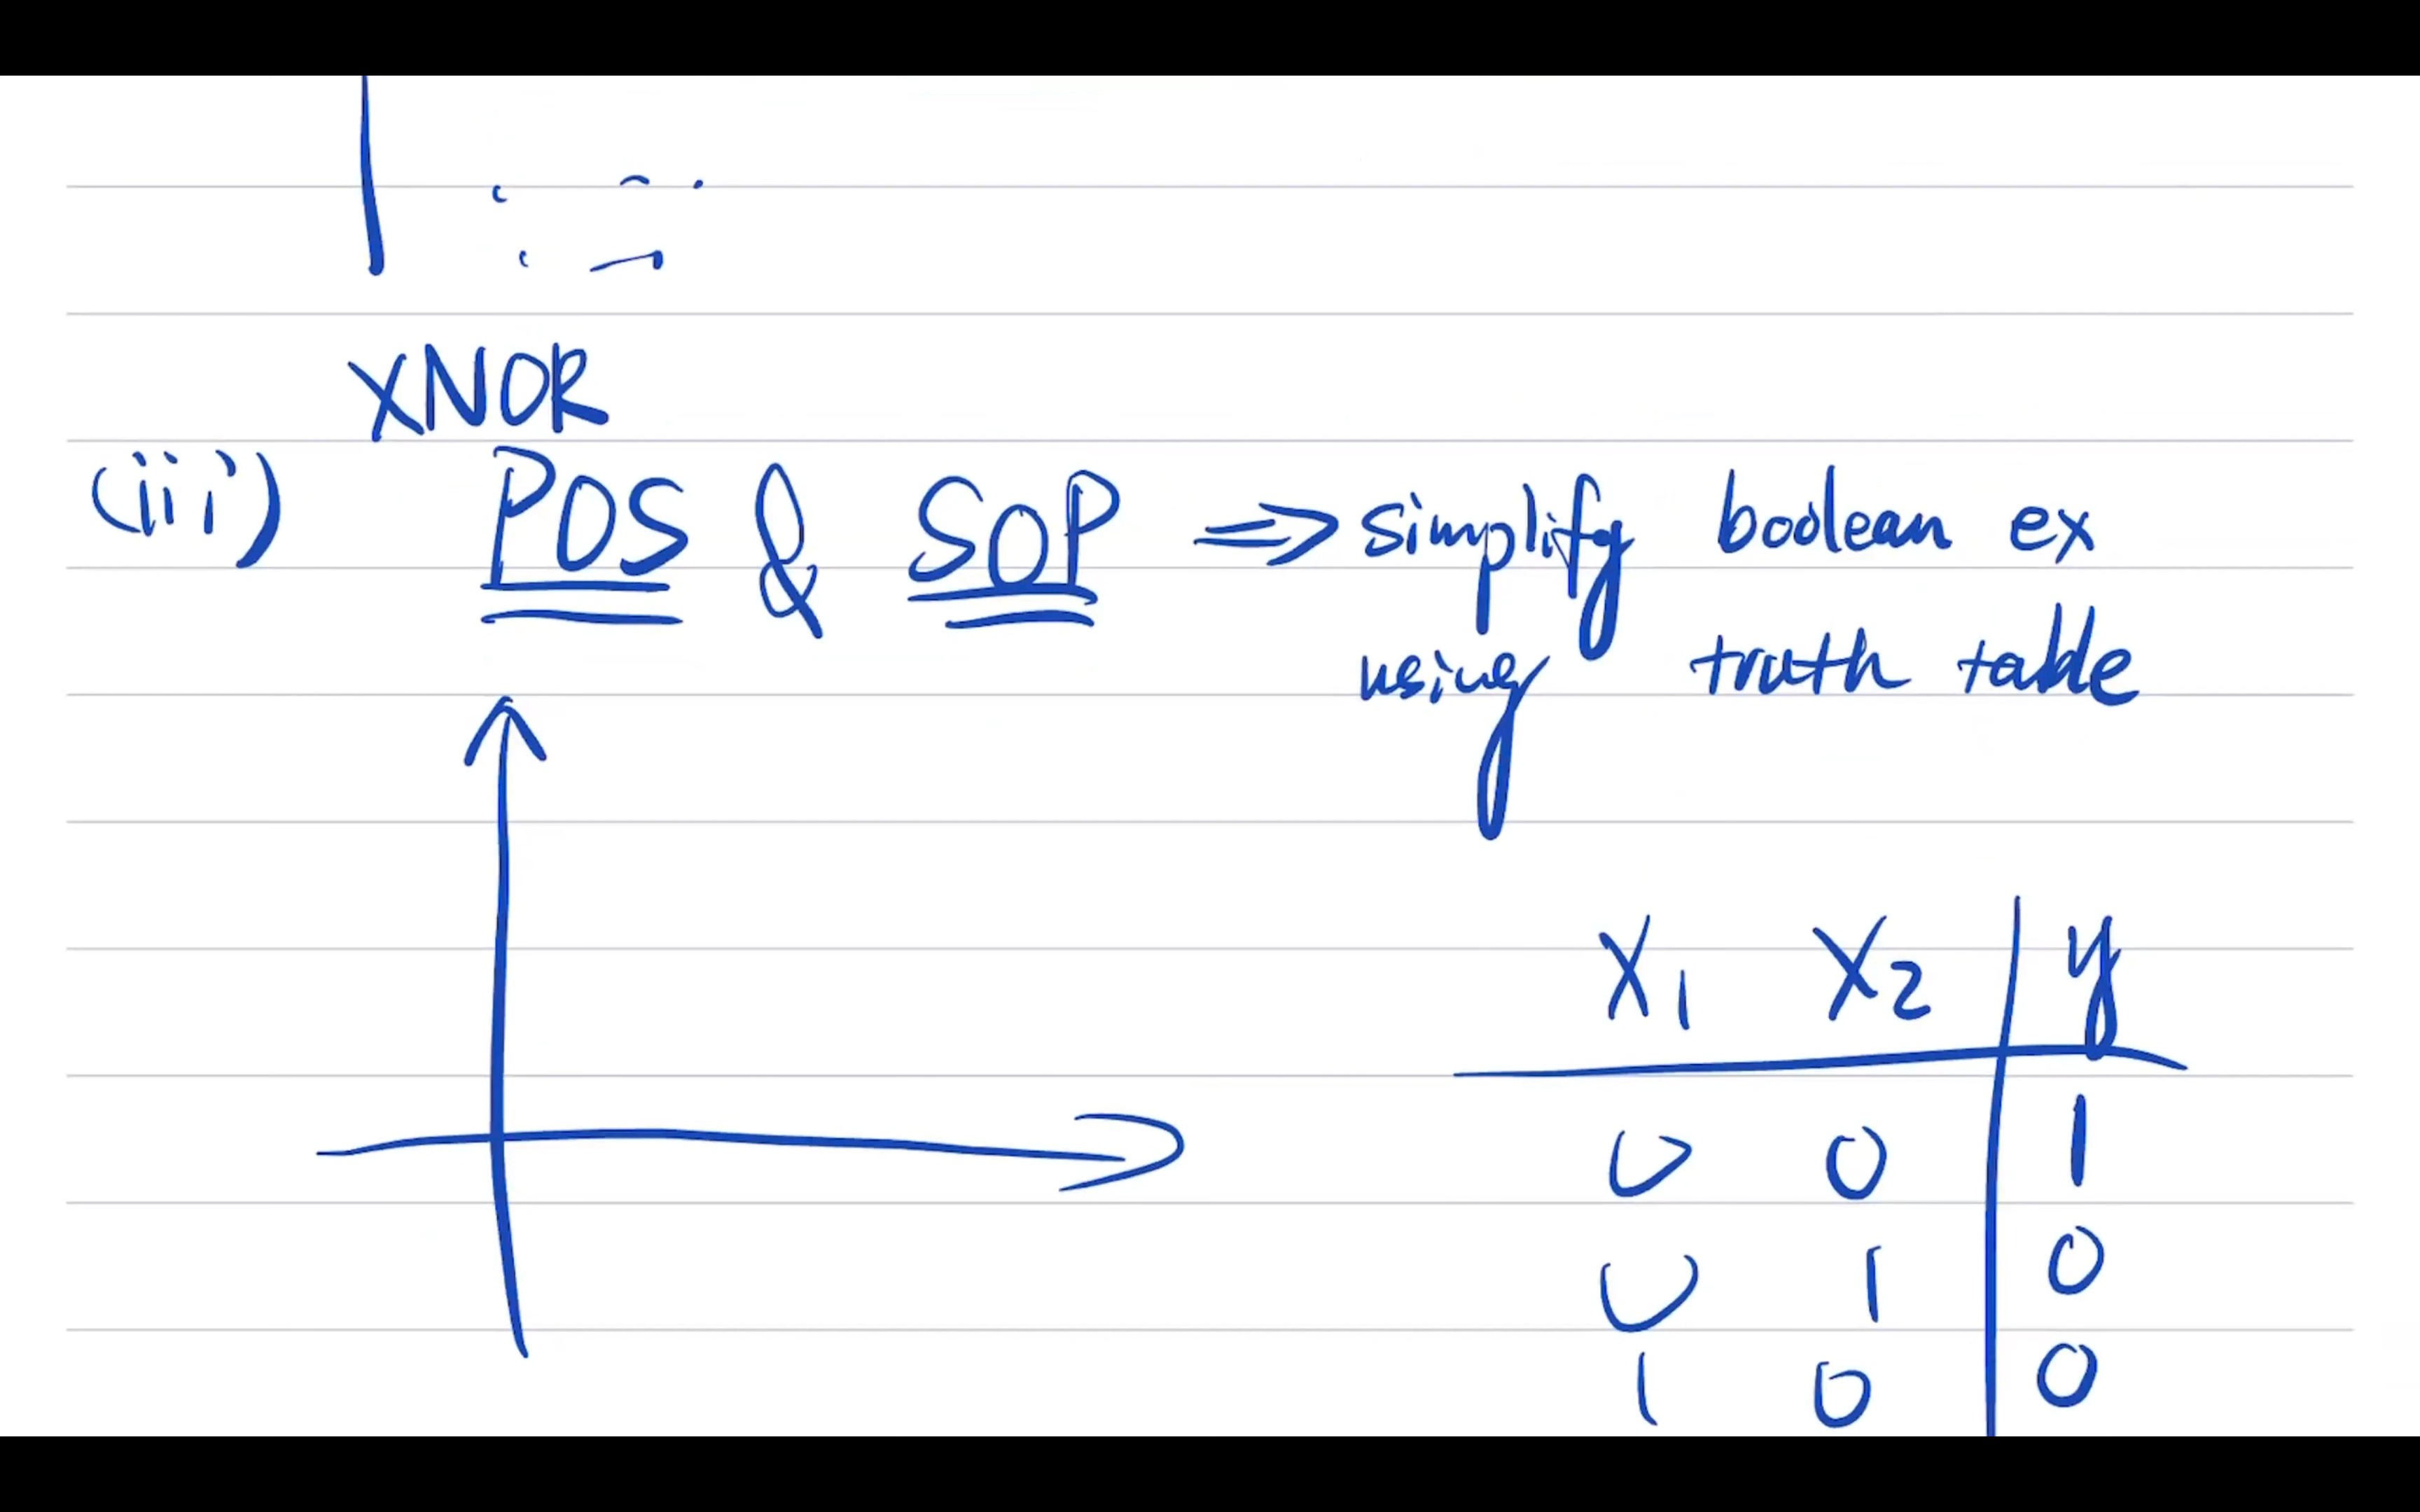 XNOR
(iii) POS & SOP ⇒ simplify boolean ex
using truth table
X1 X2 y
0 0 1
0 1 0
1 0 0